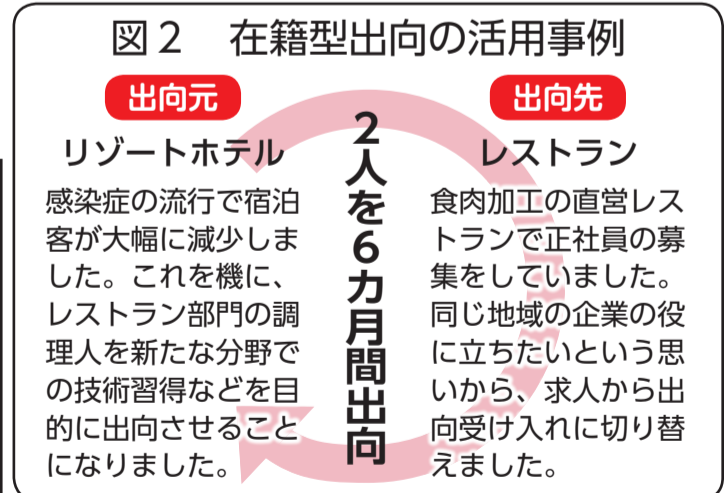 図２　在籍型出向の活用事例
出向元
リゾートホテル
感染症の流行で宿泊
客が大幅に減少しま
した。これを機に、
レストラン部門の調
理人を新たな分野で
の技術習得などを目
的に出向させること
になりました。
２人を６カ月間出向
出向先
レストラン
食肉加工の直営レス
トランで正社員の募
集をしていました。
同じ地域の企業の役
に立ちたいという思
いから、求人から出
向受け入れに切り替
えました。